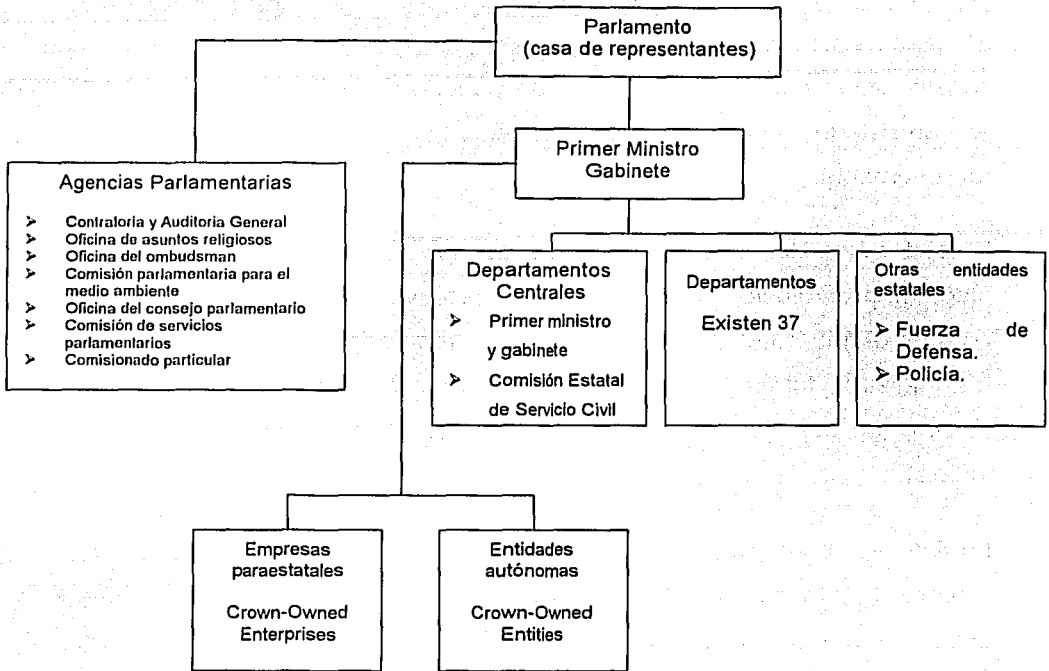 Parlamento
(casa de representantes)
Primer Ministro
Gabinete
Agencias Parlamentarias
➤ Contraloria y Auditoria General
➤ Oficina de asuntos religiosos
➤ Oficina del ombudsman
➤ Comisión parlamentaria para el
medio ambiente
➤ Oficina del consejo parlamentario
➤ Comisión de servicios
parlamentarios
➤ Comisionado particular
Departamentos
Centrales
➤ Primer ministro
y gabinete
➤ Comisión Estatal
de Servicio Civil
Departamentos
Existen 37
Otras entidades
estatales
➤ Fuerza de
Defensa.
➤ Policía.
Empresas
paraestatales
Crown-Owned
Enterprises
Entidades
autónomas
Crown-Owned
Entities